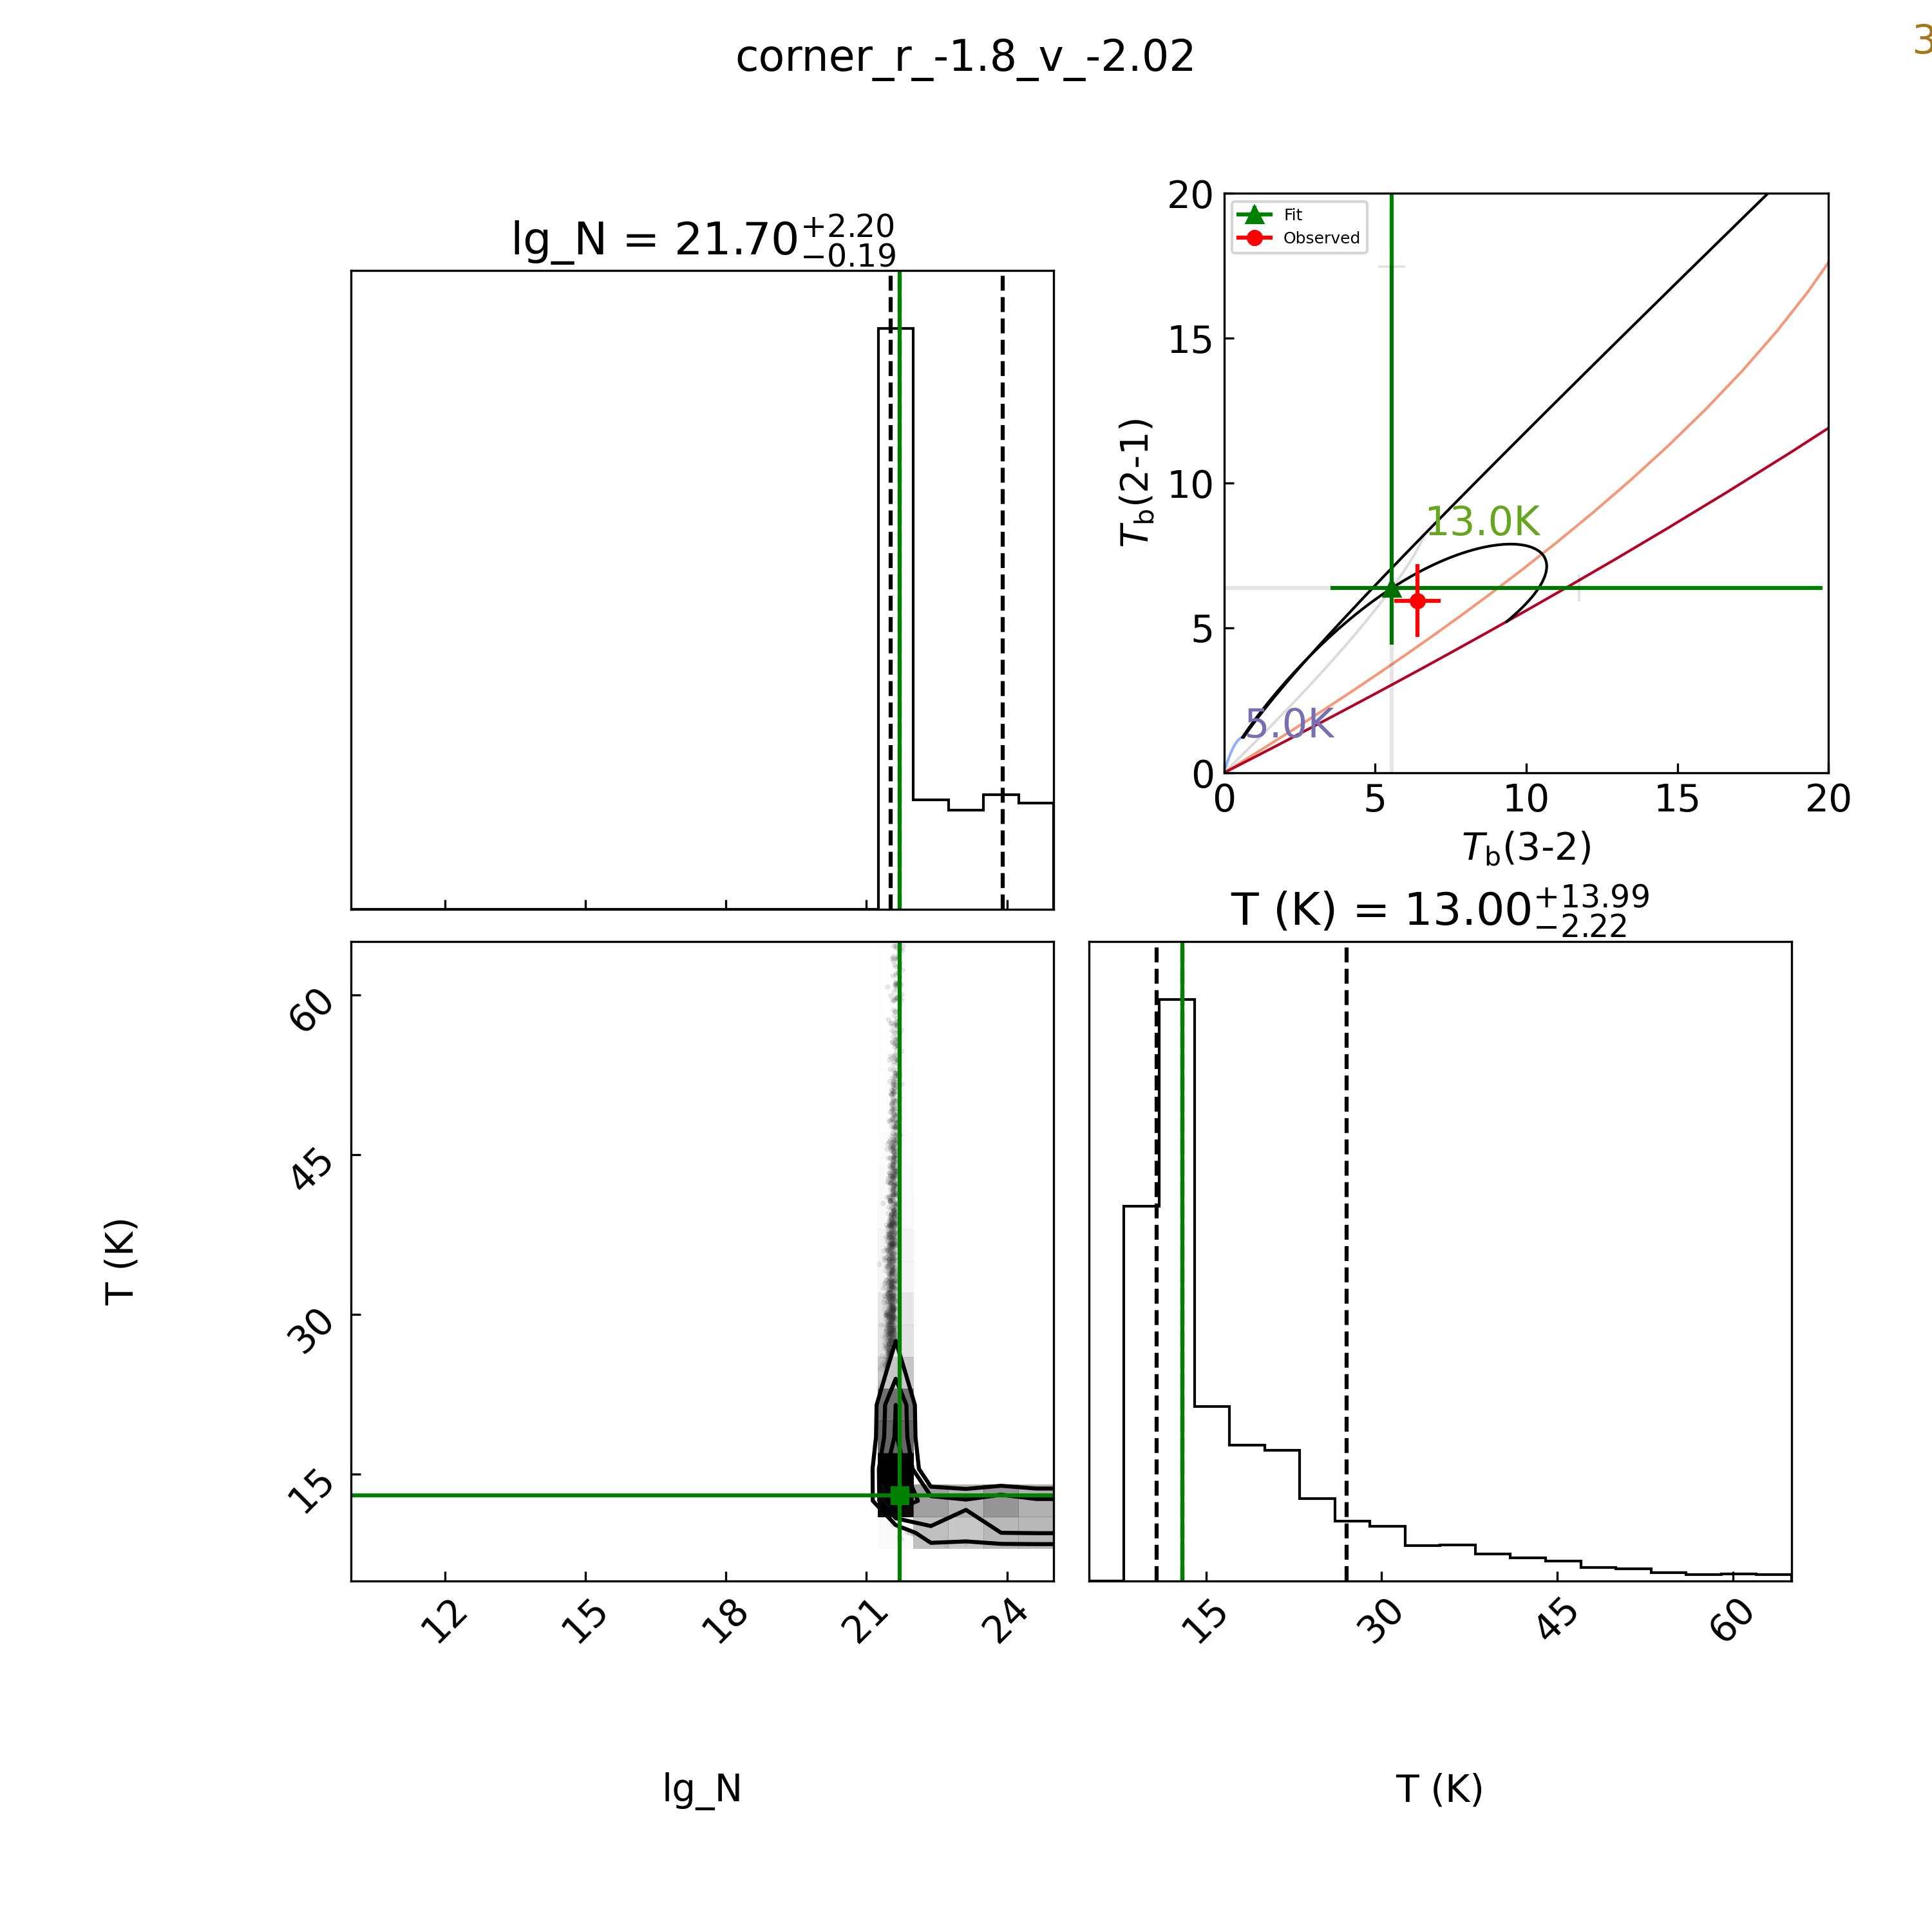 corner_r_-1.8_v_-2.02
3
lg_N = 21.70+2.20−0.19
20
15
10
5
0
Fit
Observed
13.0K
5.0K
Tb(2-1)
0 5 10 15 20
Tb(3-2)
T (K) = 13.00+13.99−2.22
60
45
30
15
T (K)
12 15 18 21 24
15 30 45 60
lg_N
T (K)